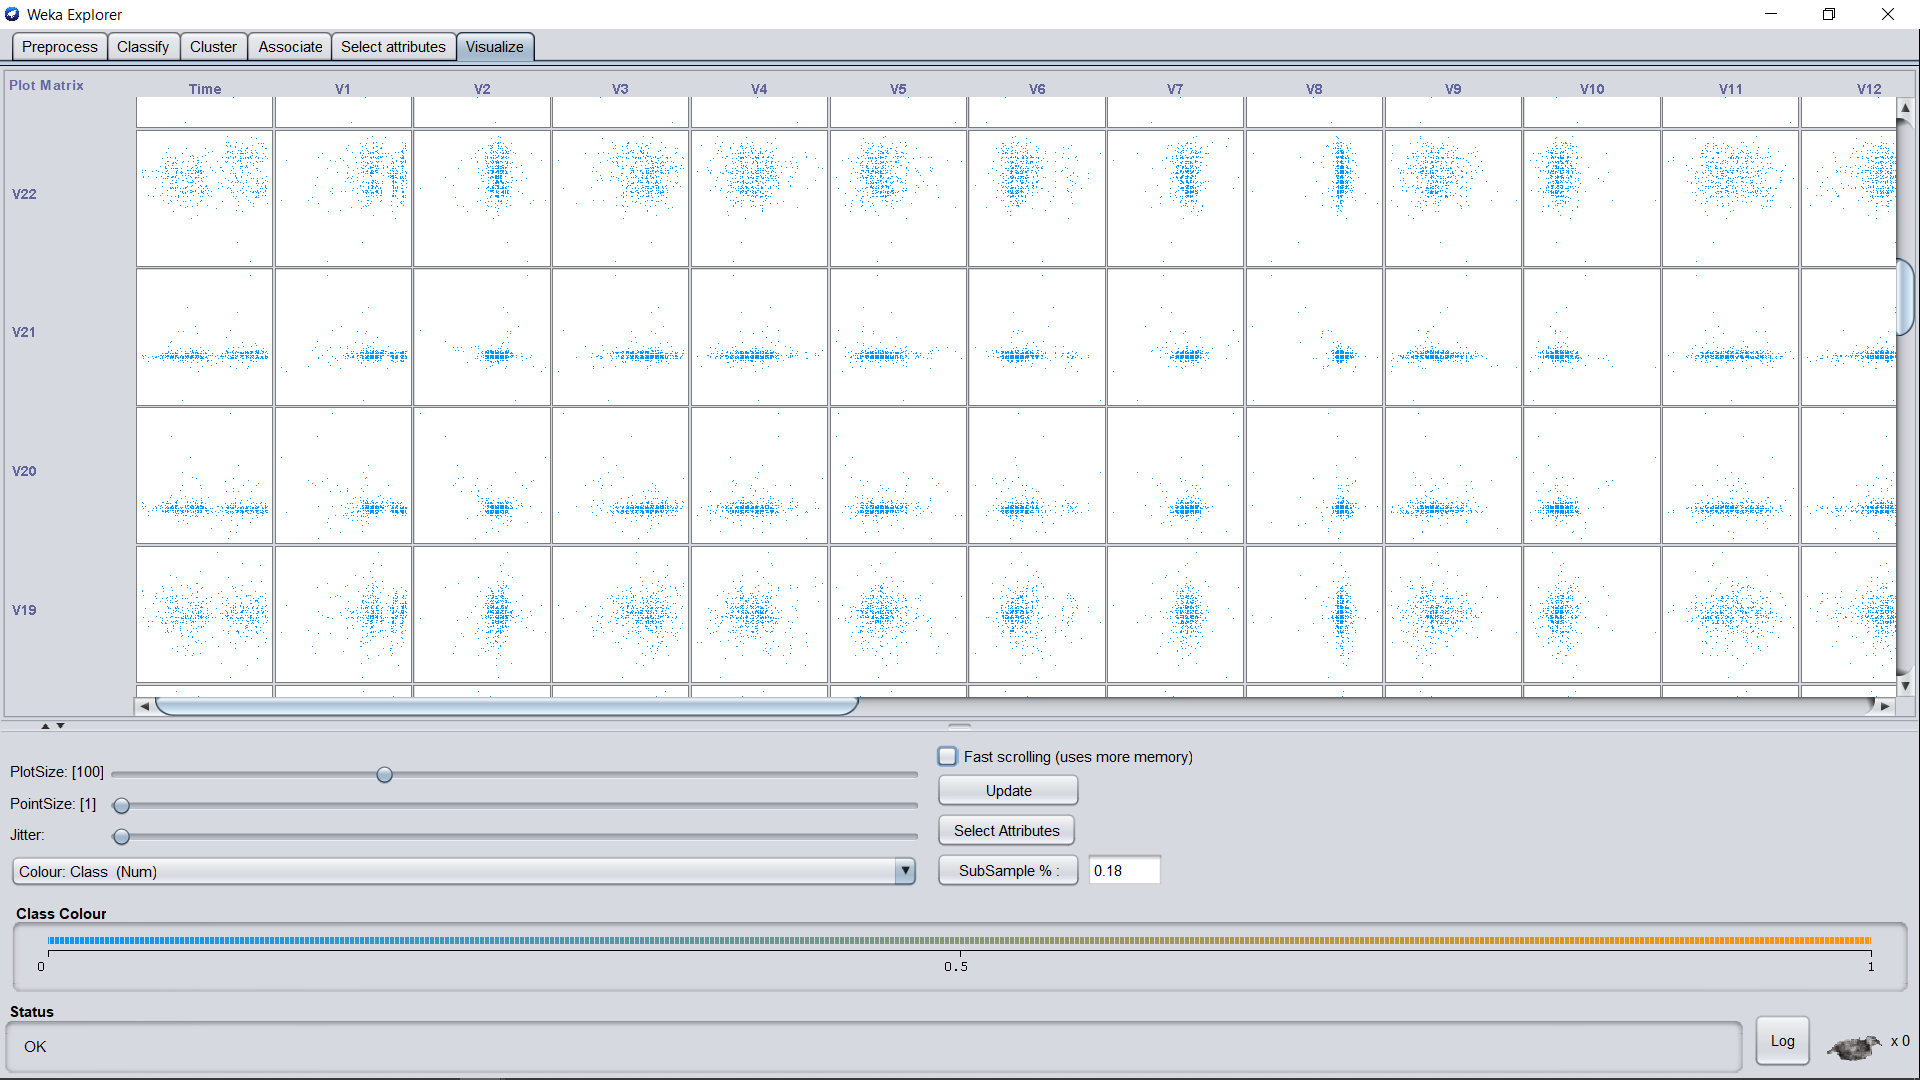 Weka Explorer
Preprocess Classify Cluster Associate Select attributes Visualize
Plot Matrix
Time V1 V2 V3 V4 V5 V6 V7 V8 V9 V10 V11 V12
V22
V21
V20
V19
PlotSize: [100]
PointSize: [1]
Jitter:
Colour: Class (Num)
Fast scrolling (uses more memory)
Update
Select Attributes
SubSample % : 0.18
Class Colour
0 0.5 1
Status
OK
Log x 0